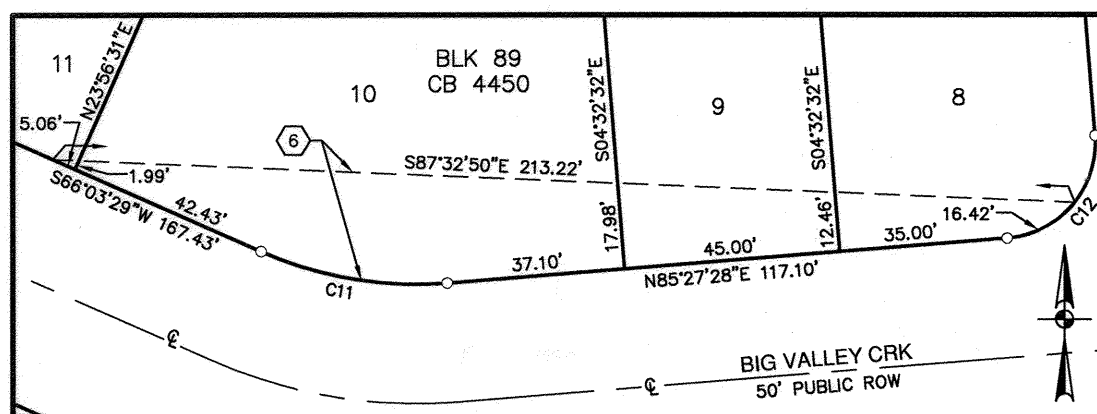 11
N23°56'31"E
BLK 89
CB 4450
10
S04°32'32"E
9
S04°32'32"E
8
5.06'
6
S87°32'50"E 213.22'
1.99'
S66°03'29"W 167.43'
42.43'
17.98'
12.46'
16.42'
C12
37.10'
45.00'
35.00'
N85°27'28"E 117.10'
C11
℄
BIG VALLEY CRK
℄
50' PUBLIC ROW